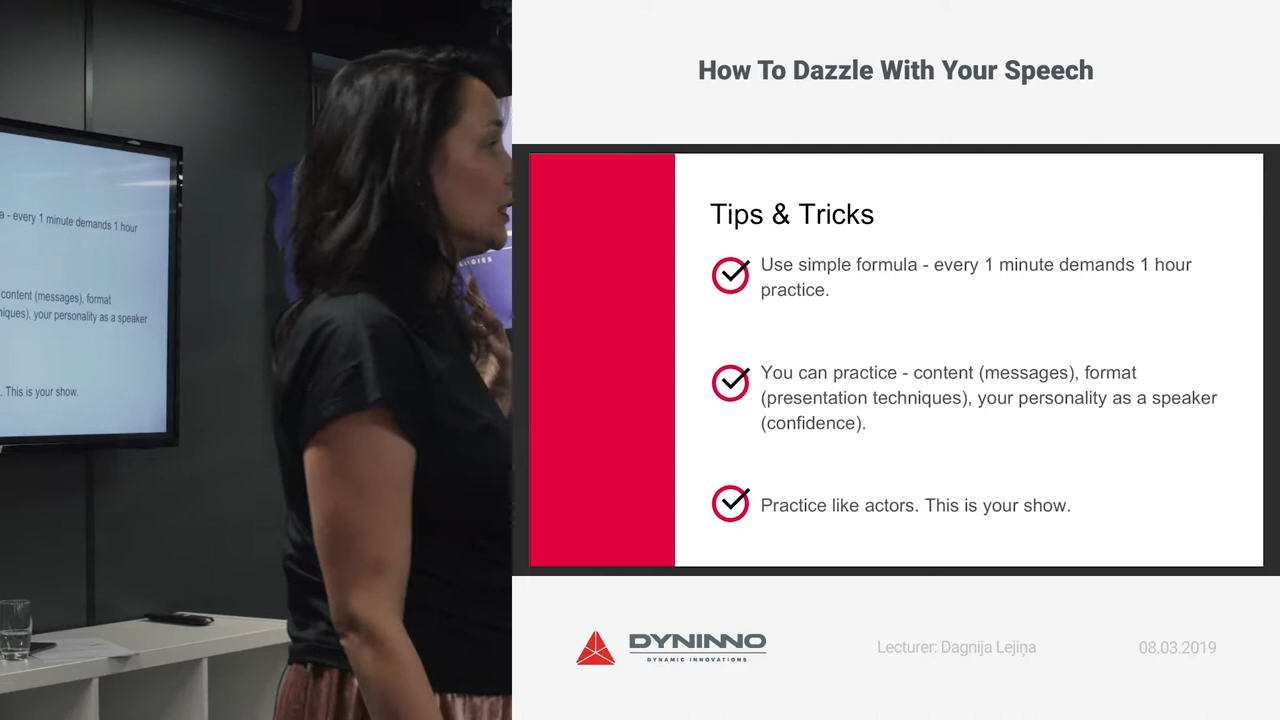 a - every 1 minute demands 1 hour
content (messages), format
niques), your personality as a speaker
. This is your show.
How To Dazzle With Your Speech
Tips & Tricks
Use simple formula - every 1 minute demands 1 hour
practice.
You can practice - content (messages), format
(presentation techniques), your personality as a speaker
(confidence).
Practice like actors. This is your show.
DYNINNO
DYNAMIC INNOVATIONS
Lecturer: Dagnija Lejiņa
08.03.2019